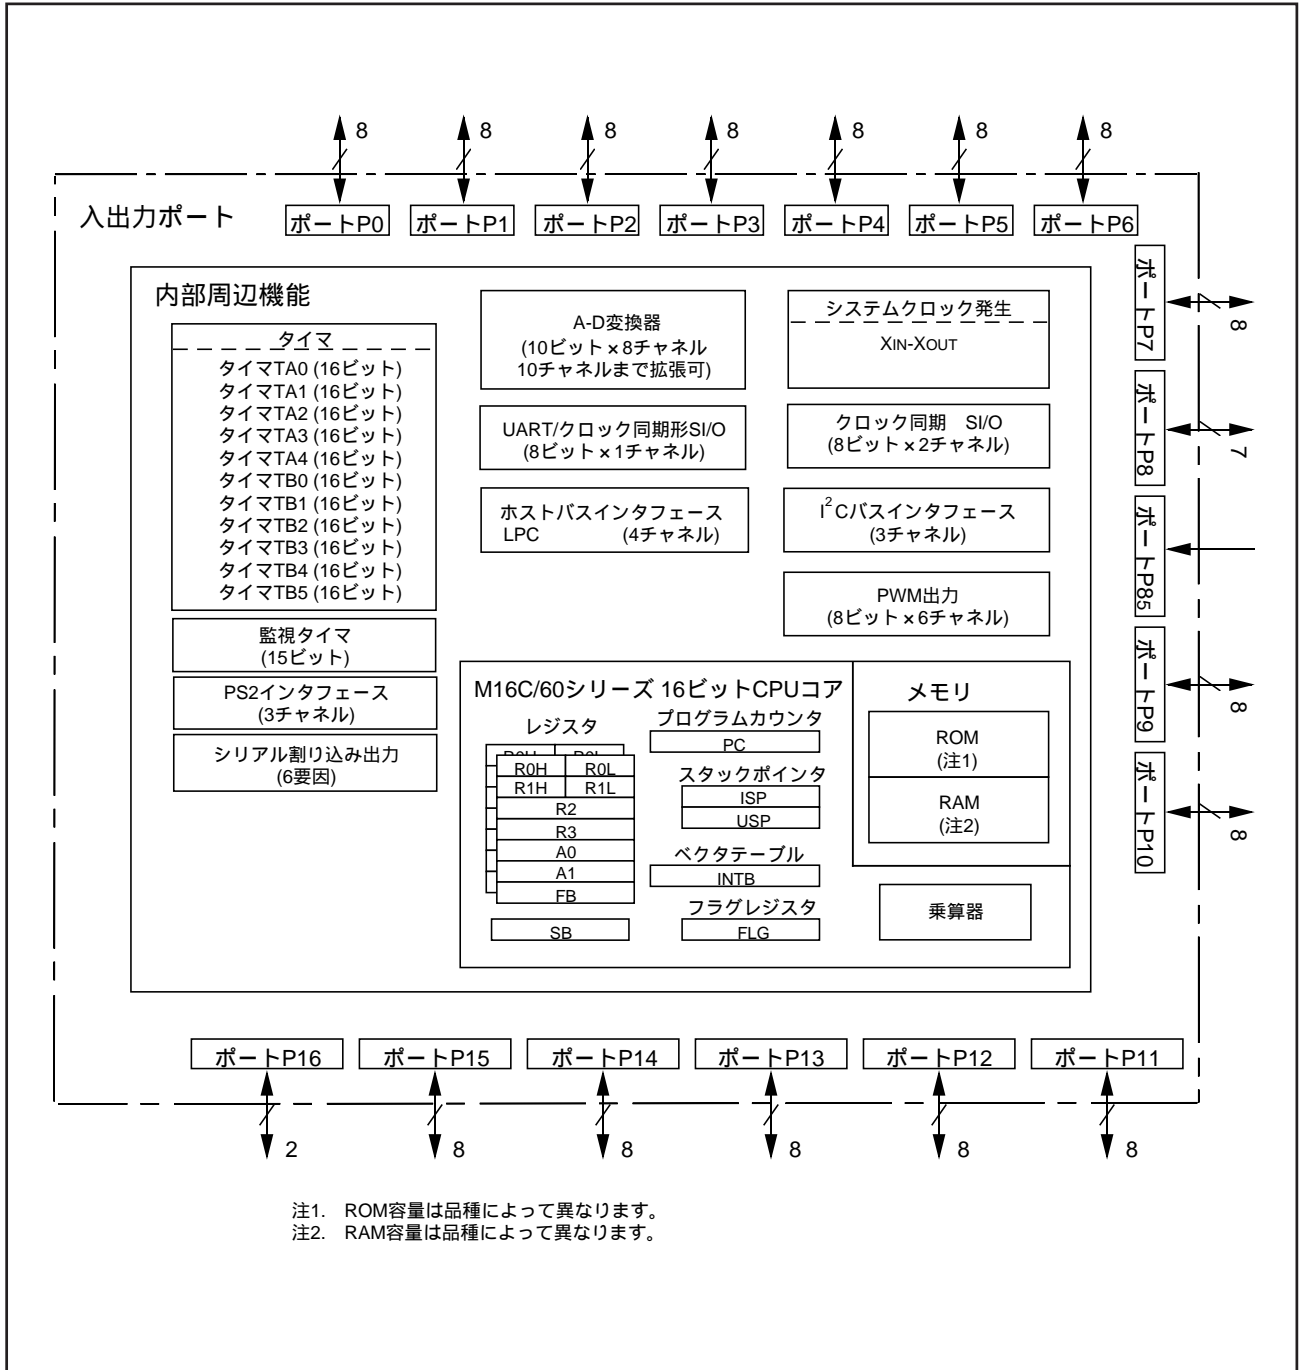 8 8 8 8 8 8 8
入出力ポート
ポートP0 ポートP1 ポートP2 ポートP3 ポートP4 ポートP5 ポートP6
内部周辺機能
タイマ
タイマTA0 (16ビット)
タイマTA1 (16ビット)
タイマTA2 (16ビット)
タイマTA3 (16ビット)
タイマTA4 (16ビット)
タイマTB0 (16ビット)
タイマTB1 (16ビット)
タイマTB2 (16ビット)
タイマTB3 (16ビット)
タイマTB4 (16ビット)
タイマTB5 (16ビット)
監視タイマ
(15ビット)
PS2インタフェース
(3チャネル)
シリアル割り込み出力
(6要因)
A-D変換器
(10ビット×8チャネル
10チャネルまで拡張可)
UART/クロック同期形SI/O
(8ビット×1チャネル)
ホストバスインタフェース
LPC (4チャネル)
システムクロック発生
XIN-XOUT
クロック同期 SI/O
(8ビット×2チャネル)
I2Cバスインタフェース
(3チャネル)
PWM出力
(8ビット×6チャネル)
M16C/60シリーズ 16ビットCPUコア
レジスタ
R0H R0L
R0H R0L
R1H R1L
R2
R3
A0
A1
FB
SB
プログラムカウンタ
PC
スタックポインタ
ISP
USP
ベクタテーブル
INTB
フラグレジスタ
FLG
メモリ
ROM
(注1)
RAM
(注2)
乗算器
ポートP7
8
ポートP8
7
ポートP85
ポートP9
8
ポートP10
8
ポートP16 ポートP15 ポートP14 ポートP13 ポートP12 ポートP11
2 8 8 8 8 8
注1. ROM容量は品種によって異なります。
注2. RAM容量は品種によって異なります。